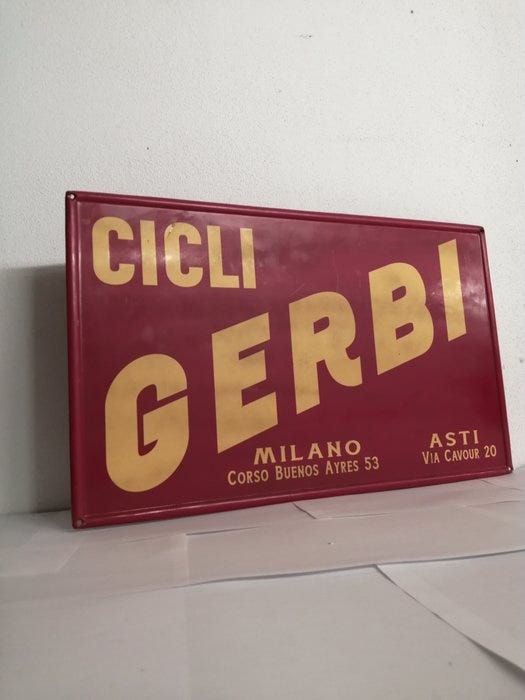 CICLI
GERBI
MILANO
CORSO BUENOS AYRES 53
ASTI
VIA CAVOUR 20